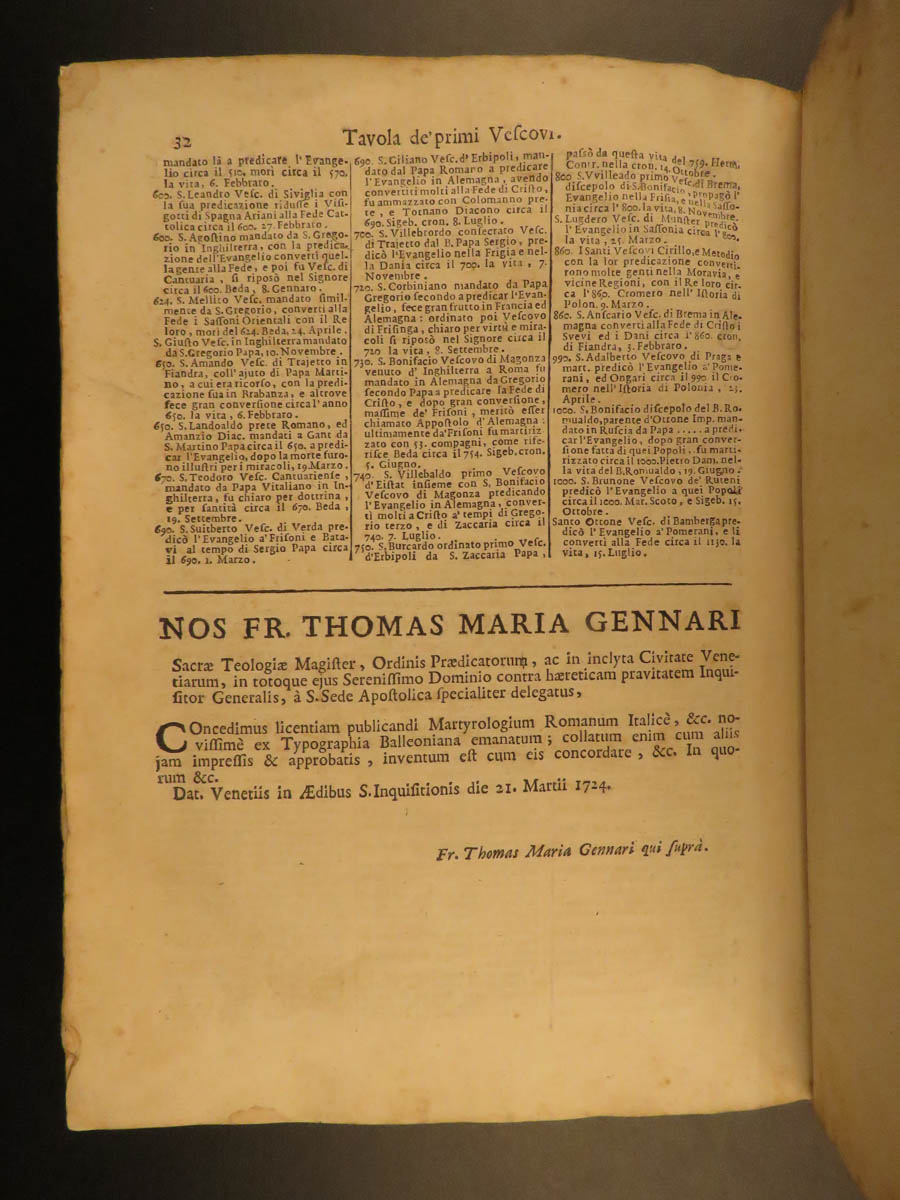 32
Tavola de' primi Veſcovi.
mandato là a predicare l'Evange-
lio circa il 510. mori circa il 570.
la vita, 6. Febbraro.
600. S. Leandro Veſc. di Siviglia con
la ſua predicazione riduſſe i Viſi-
gotti di Spagna Ariani alla Fede Cat-
tolica circa il 600. 27. Febbraro.
600. S. Agoſtino mandato da S. Grego-
rio in Inghilterra, con la predica-
zione dell'Evangelio convertì quel-
la gente alla Fede, e poi fu Veſc. di
Cantuaria, ſi riposò nel Signore
circa il 600. Beda, 8. Gennaro.
624. S. Mellito Veſc. mandato ſimil-
mente da S. Gregorio, convertì alla
Fede i Saſſoni Orientali con il Re
loro, morì del 624. Beda, 24. Aprile.
S. Giuſto Veſc. in Inghilterra mandato
da S. Gregorio Papa, 10. Novembre.
650. S. Amando Veſc. di Trajetto in
Fiandra, coll'ajuto di Papa Marti-
no, a cui era ricorſo, con la predi-
cazione ſua in Brabanza, e altrove
fece gran converſione circa l'anno
650. la vita, 6. Febbraro.
650. S. Landoaldo prete Romano, ed
Amanzio Diac. mandati a Gant da
S. Martino Papa circa il 650. a predi-
car l'Evangelio, dopo la morte furo-
no illuſtri per i miracoli, 19. Marzo.
670. S. Teodoro Veſc. Cantuarienſe,
mandato da Papa Vitaliano in In-
ghilterra, fu chiaro per dottrina,
e per ſantità circa il 670. Beda,
19. Settembre.
690. S. Suitberto Veſc. di Verda pre-
dicò l'Evangelio a' Friſoni e Bata-
vi al tempo di Sergio Papa circa
il 690. 1. Marzo.
690. S. Ciliano Veſc. d'Erbipoli, man-
dato dal Papa Romano a predicare
l'Evangelio in Alemagna, avendo
convertiti molti alla Fede di Criſto,
fu ammazzato con Colomanno pre-
te, e Totnano Diacono circa il
690. Sigeb. cron. 8. Luglio.
700. S. Villebrordo conſecrato Veſc.
di Trajetto dal B. Papa Sergio, pre-
dicò l'Evangelio nella Frigia e nel-
la Dania circa il 700. la vita, 7.
Novembre.
720. S. Corbiniano mandato da Papa
Gregorio ſecondo a predicar l'Evan-
gelio, fece gran frutto in Francia ed
Alemagna: ordinato poi Veſcovo
di Friſinga, chiaro per virtù e mira-
coli ſi riposò nel Signore circa il
720 la vita, 8. Settembre.
730. S. Bonifacio Veſcovo di Magonza
venuto d'Inghilterra a Roma fu
mandato in Alemagna da Gregorio
ſecondo Papa a predicare la Fede di
Criſto, e dopo gran converſione,
maſſime de' Friſoni, meritò eſſer
chiamato Appoſtolo d'Alemagna:
ultimamente da' Friſoni fu martiriz-
zato con 53. compagni, come rife-
riſce Beda circa il 754. Sigeb. cron.
5. Giugno.
740. S. Villebaldo primo Veſcovo
d'Eiſtat inſieme con S. Bonifacio
Veſcovo di Magonza predicando
l'Evangelio in Alemagna, conver-
tì molti a Criſto a' tempi di Grego-
rio terzo, e di Zaccaria circa il
740. 7. Luglio.
750. S. Burcardo ordinato primo Veſc.
d'Erbipoli da S. Zaccaria Papa,
paſsò da queſta vita del 759. Herm.
Contr. nella cron. 14. Ottobre.
800 S. Vvilleado primo Veſc. di Brema,
diſcepolo di S. Bonifacio, propagò l'
Evangelio nella Friſia, e nella Saſſo-
nia circa l'800. la vita, 8. Novembre.
S. Lugdero Veſc. di Munſter predicò
l'Evangelio in Saſſonia circa l'800,
la vita, 25. Marzo.
860. I Santi Veſcovi Cirillo, e Metodio
con la lor predicazione converti-
rono molte genti nella Moravia, e
vicine Regioni, con il Re loro cir-
ca l'860. Cromero nell'Iſtoria di
Polon. 9. Marzo.
860. S. Anſcario Veſc. di Brema in Ale-
magna convertì alla Fede di Criſto i
Svevi ed i Dani circa l'860. cron.
di Fiandra, 3. Febbraro.
990. S. Adalberto Veſcovo di Praga e
mart. predicò l'Evangelio a' Pome-
rani, ed Ongari circa il 990 il Cro-
mero nell'Iſtoria di Polonia, 23.
Aprile.
1000. S. Bonifacio diſcepolo del B. Ro-
mualdo, parente d'Ottone Imp. man-
dato in Ruſcia da Papa ..... a predi-
car l'Evangelio, dopo gran conver-
ſione fatta di quei Popoli, fu marti-
rizzato circa il 1000. Pietro Dam. nel-
la vita del B. Romualdo, 19. Giugno.
1000. S. Brunone Veſcovo de' Ruteni
predicò l'Evangelio a quei Popoli
circa il 1000. Mar. Scoto, e Sigeb. 15.
Ottobre.
Santo Ottone Veſc. di Bamberga pre-
dicò l'Evangelio a' Pomerani, e li
convertì alla Fede circa il 1130. la
vita, 15. Luglio.
NOS FR. THOMAS MARIA GENNARI
Sacræ Teologiæ Magiſter, Ordinis Prædicatorum, ac in inclyta Civitate Vene-
tiarum, in totoque ejus Sereniſſimo Dominio contra hæreticam pravitatem Inqui-
ſitor Generalis, à S. Sede Apoſtolica ſpecialiter delegatus,
COncedimus licentiam publicandi Martyrologium Romanum Italicè, &c. no-
viſſimè ex Typographia Balleoniana emanatum; collatum enim cum aliis
jam impreſſis & approbatis, inventum eſt cum eis concordare, &c. In quo-
rum &c.
Dat. Venetiis in Ædibus S. Inquiſitionis die 21. Martii 1724.
Fr. Thomas Maria Gennari qui ſuprà.